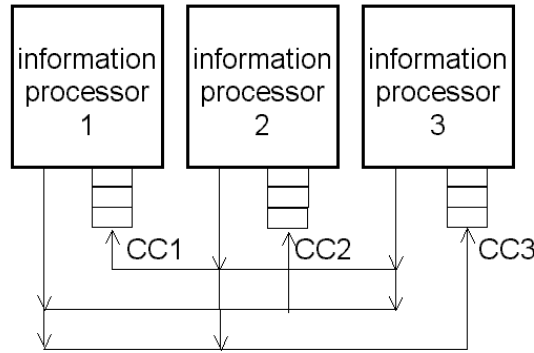 information
processor
1
information
processor
2
information
processor
3
CC1
CC2
CC3